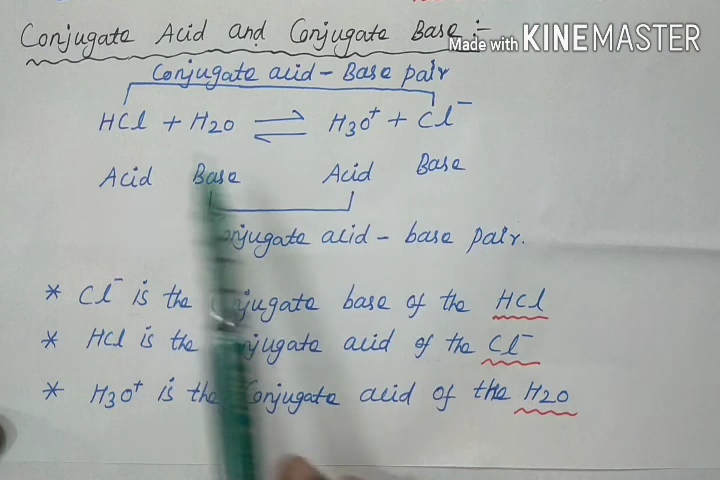 Conjugate Acid and Conjugate Base :-
Made with KINEMASTER
Conjugate acid - Base pair
HCl + H2O ⇌ H3O+ + Cl-
Acid Base Acid Base
acid - base pair.
* Cl- is the base of the HCl
* HCl is the acid of the Cl-
* H3O+ is the Conjugate acid of the H2O